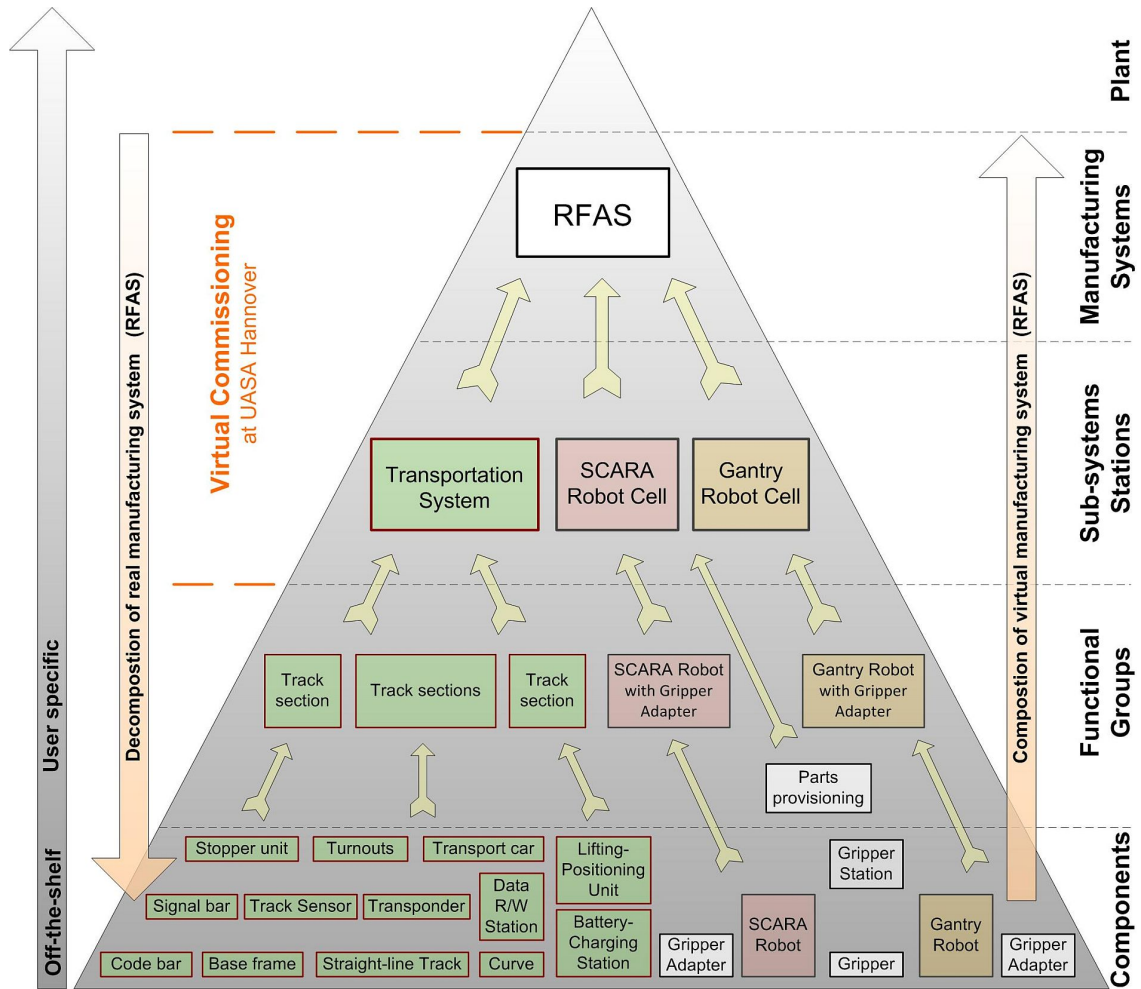 Plant
Manufacturing
Systems
Sub-systems
Stations
Functional
Groups
Components
User specific
Off-the-shelf
Decompostion of real manufacturing system (RFAS)
Virtual Commissioning
at UASA Hannover
Compostion of virtual manufacturing system (RFAS)
RFAS
Transportation
System
SCARA
Robot Cell
Gantry
Robot Cell
Track
section
Track sections
Track
section
SCARA Robot
with Gripper
Adapter
Gantry Robot
with Gripper
Adapter
Parts
provisioning
Stopper unit
Turnouts
Transport car
Lifting-
Positioning
Unit
Gripper
Station
Signal bar
Track Sensor
Transponder
Data
R/W
Station
Battery-
Charging
Station
SCARA
Robot
Gantry
Robot
Code bar
Base frame
Straight-line Track
Curve
Gripper
Adapter
Gripper
Gripper
Adapter